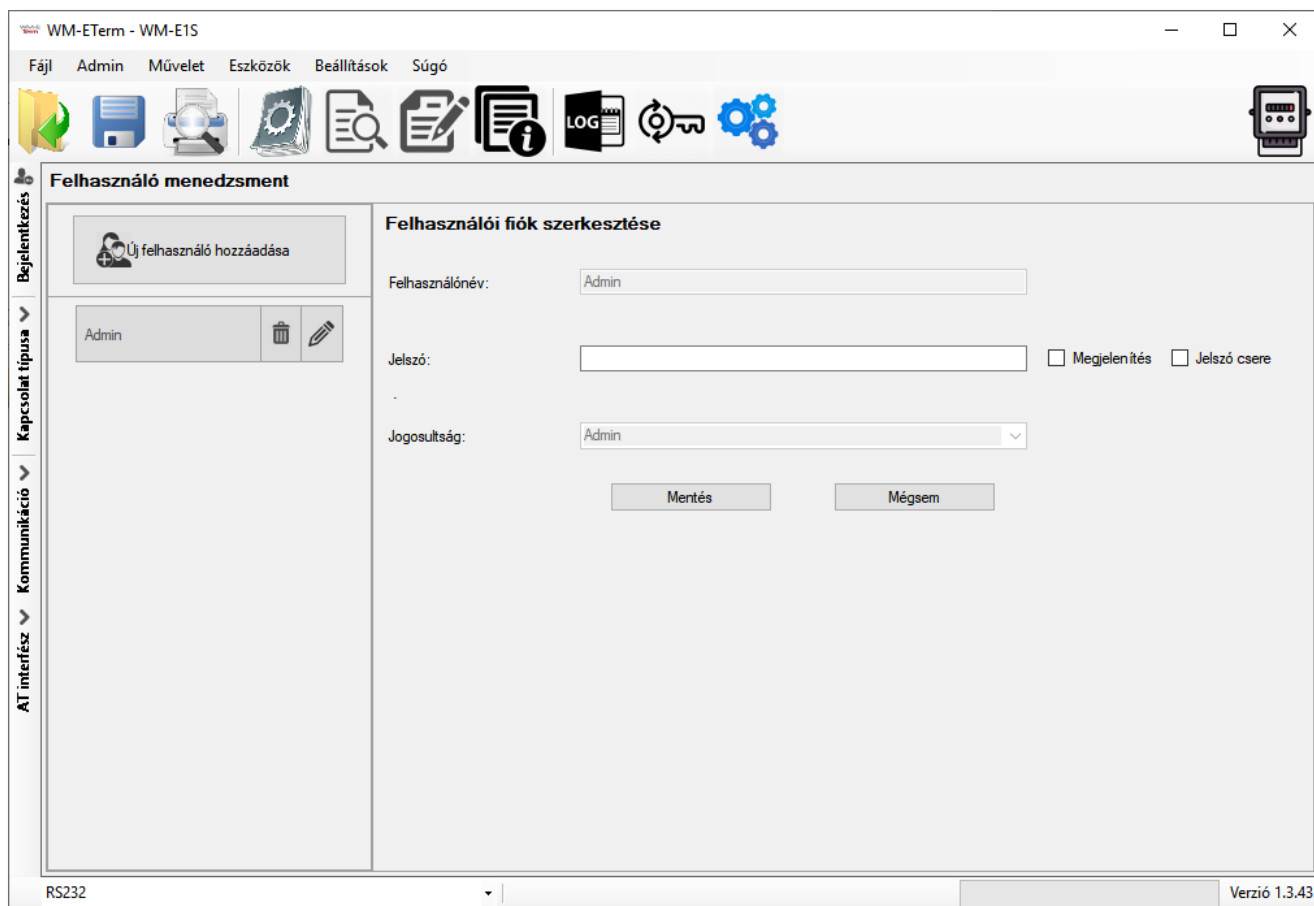 WM-ETerm - WM-E1S
Fájl Admin Művelet Eszközök Beállítások Súgó
LOG
Bejelentkezés
Kapcsolat típusa
Kommunikáció
AT interfész
Felhasználó menedzsment
Új felhasználó hozzáadása
Admin
Felhasználói fiók szerkesztése
Felhasználónév: Admin
Jelszó: Megjelenítés Jelszó csere
.
Jogosultság: Admin
Mentés Mégsem
RS232 Verzió 1.3.43